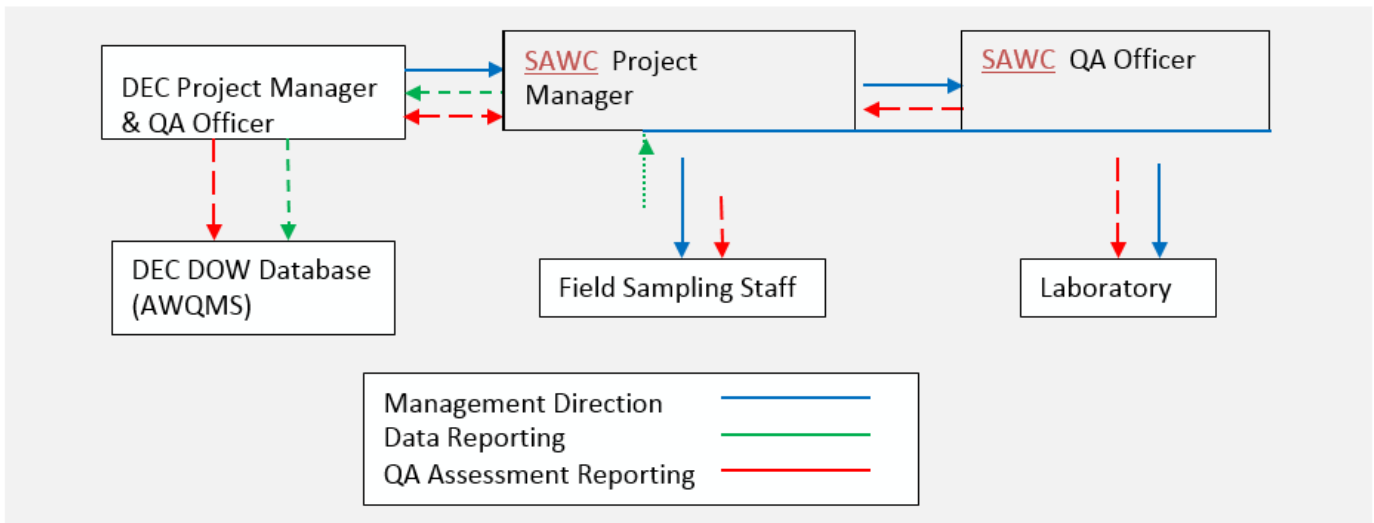 DEC Project Manager
& QA Officer
SAWC Project
Manager
SAWC QA Officer
DEC DOW Database
(AWQMS)
Field Sampling Staff
Laboratory
Management Direction
Data Reporting
QA Assessment Reporting